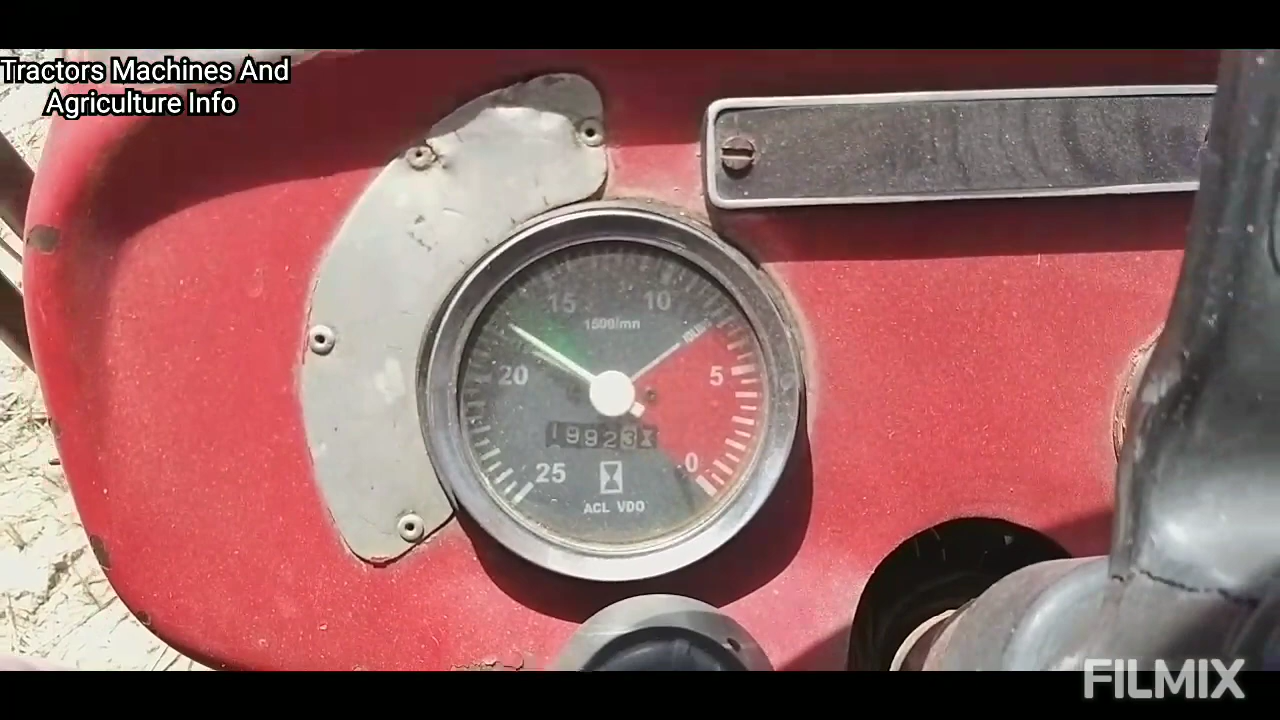 Tractors Machines And
Agriculture Info
15
10
1500/mn
20
5
19923
25
0
ACL VDO
FILMIX